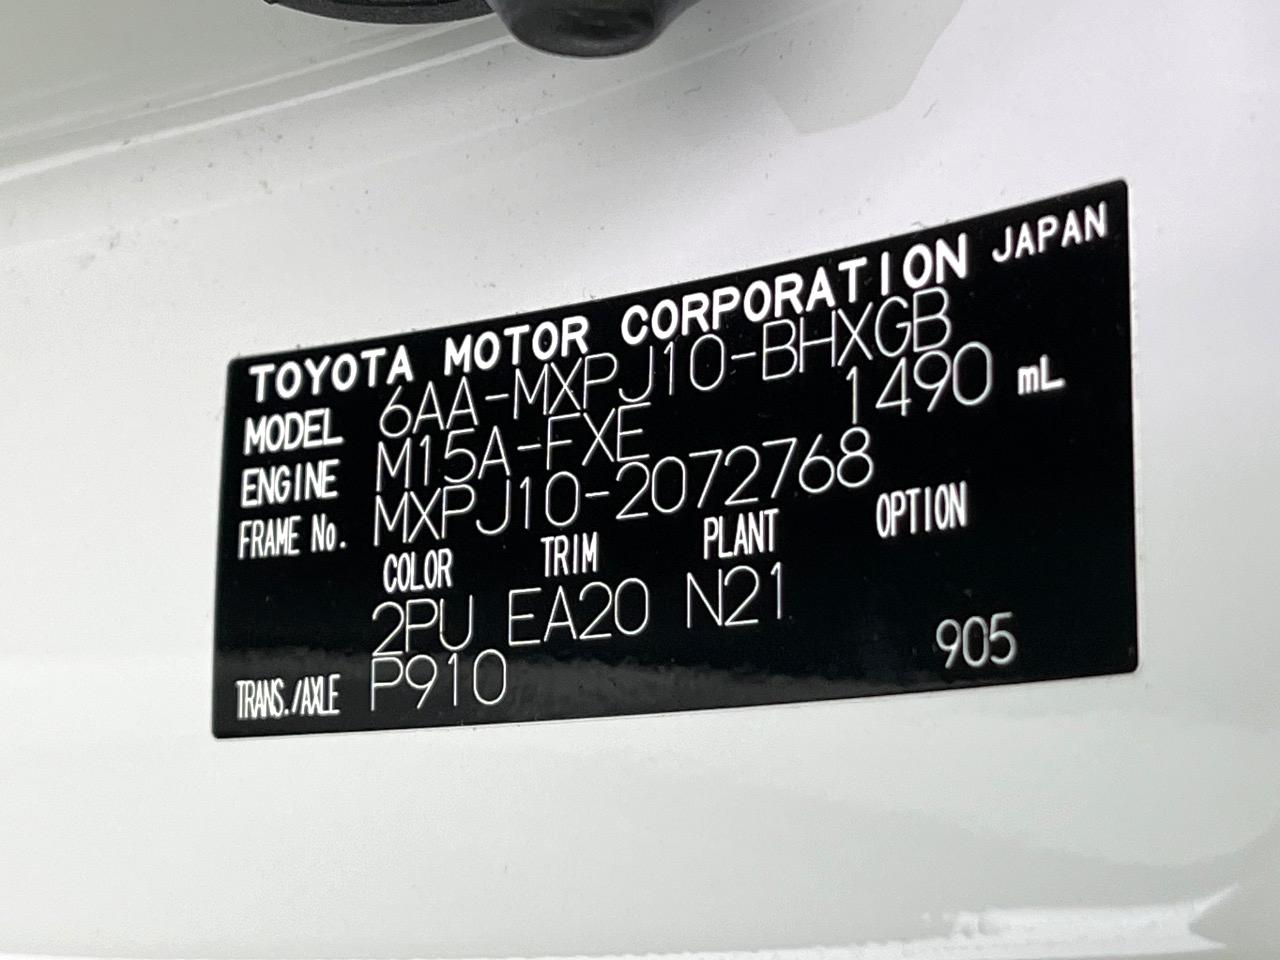 TOYOTA MOTOR CORPORATION JAPAN
MODEL 6AA-MXPJ10-BHXGB
ENGINE M15A-FXE 1490 mL
FRAME No. MXPJ10-2072768
COLOR TRIM PLANT OPTION
2PU EA20 N21
TRANS./AXLE P910 905